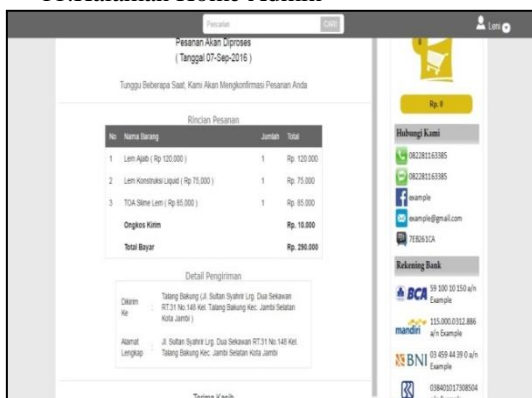 11.Halaman Home Admin
Pencarian
CARI
Leni
Pesanan Akan Diproses
( Tanggal 07-Sep-2016 )
Tunggu Beberapa Saat, Kami Akan Mengkonfirmasi Pesanan Anda
Rincian Pesanan
No Nama Barang Jumlah Total
1 Lem Ajaib ( Rp 120,000 ) 1 Rp. 120.000
2 Lem Konstruksi Liquid ( Rp 75,000 ) 1 Rp. 75.000
3 TOA Slime Lem ( Rp 85,000 ) 1 Rp. 85.000
Ongkos Kirim Rp. 10.000
Total Bayar Rp. 290.000
Detail Pengiriman
Dikirim Ke : Talang Bakung (Jl. Sultan Syahrir Lrg. Dua Sekawan
RT.31 No.148 Kel. Talang Bakung Kec. Jambi Selatan
Kota Jambi )
Alamat Lengkap : Jl. Sultan Syahrir Lrg. Dua Sekawan RT.31 No.148 Kel.
Talang Bakung Kec. Jambi Selatan Kota Jambi
Terima Kasih
Rp. 0
Hubungi Kami
082281163385
082281163385
example
example@gmail.com
7EB261CA
Rekening Bank
BCA 59 100 10 150 a/n
Example
mandiri 115.000.0312.886
a/n Example
BNI 03 459 44 39 0 a/n
Example
038401017308504